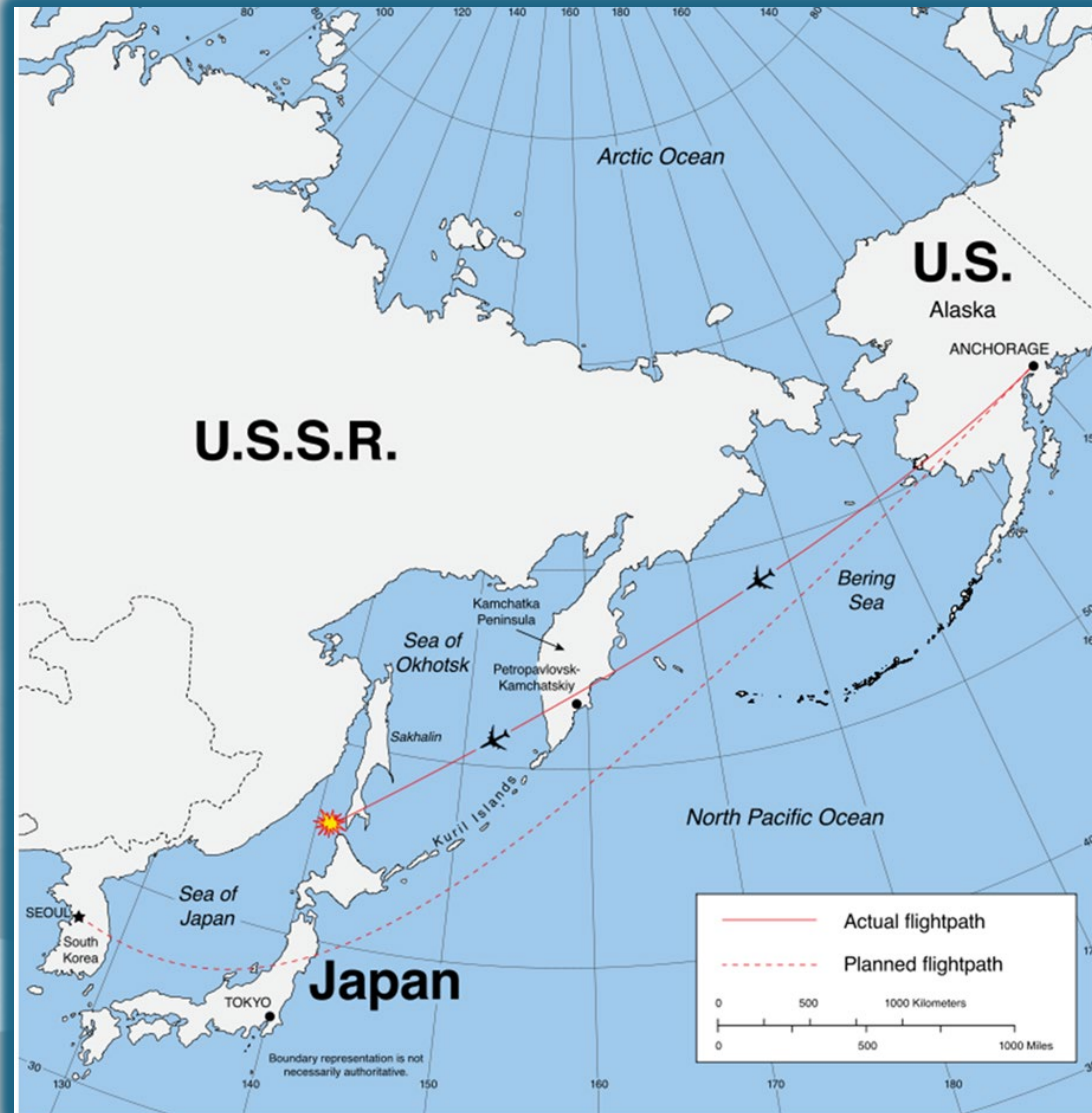 80
80
100
120
140
160
180
160
140
80
Arctic Ocean
U.S.
Alaska
ANCHORAGE
U.S.S.R.
Bering
Sea
Kamchatka
Peninsula
Sea of
Okhotsk
Petropavlovsk-
Kamchatskiy
Sakhalin
Kuril Islands
North Pacific Ocean
Sea of
Japan
SEOUL
South
Korea
Japan
TOKYO
Boundary representation is not
necessarily authoritative.
Actual flightpath
Planned flightpath
0 500 1000 Kilometers
0 500 1000 Miles
30
130
140
150
160
170
180